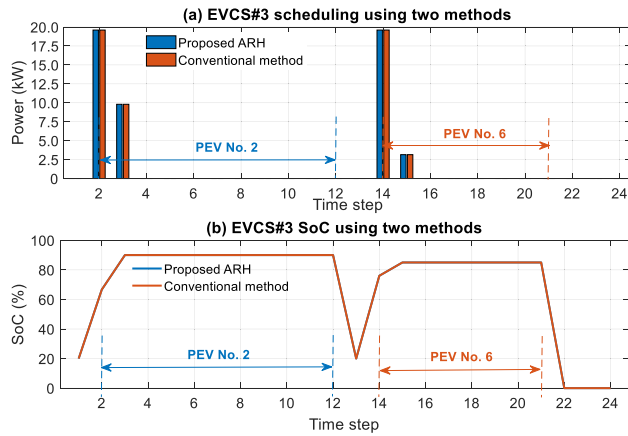 (a) EVCS#3 scheduling using two methods
Power (kW)
20.0
17.5
15.0
12.5
10.0
7.5
5.0
2.5
0
Proposed ARH
Conventional method
PEV No. 2
PEV No. 6
2 4 6 8 10 12 14 16 18 20 22 24
Time step
(b) EVCS#3 SoC using two methods
SoC (%)
100
80
60
40
20
0
Proposed ARH
Conventional method
PEV No. 2
PEV No. 6
2 4 6 8 10 12 14 16 18 20 22 24
Time step